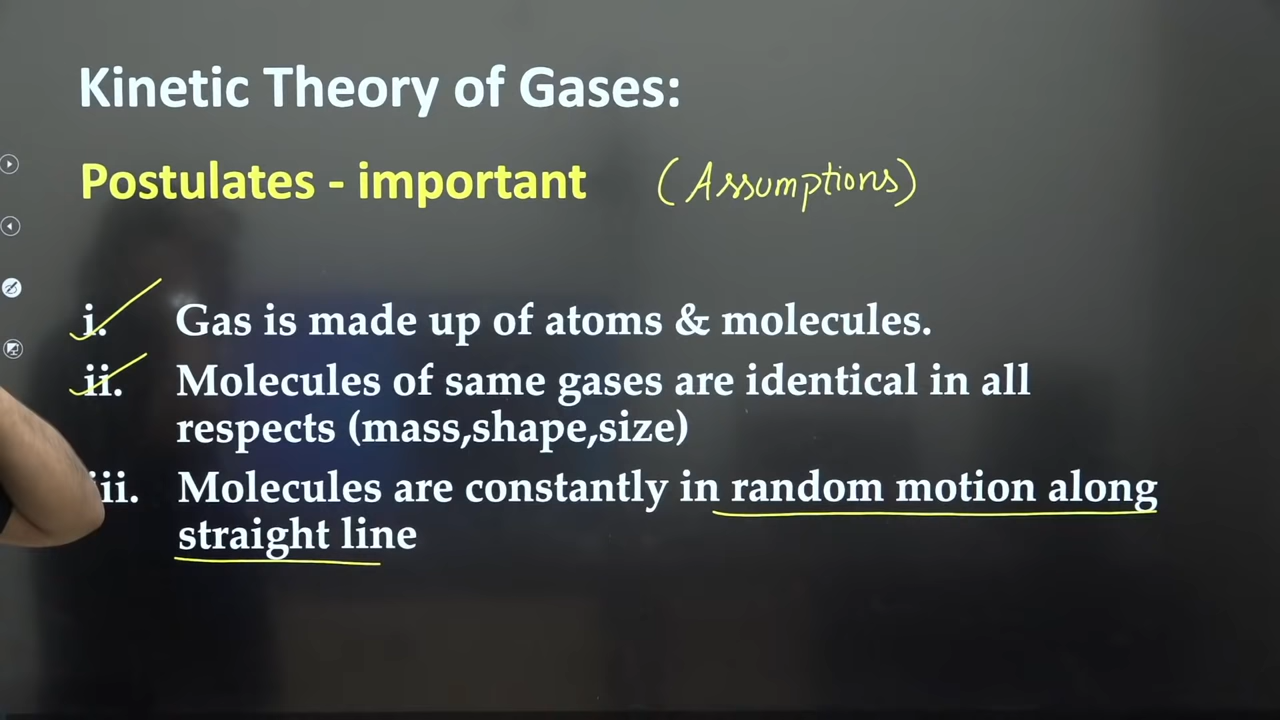 Kinetic Theory of Gases:
Postulates - important (Assumptions)
i. Gas is made up of atoms & molecules.
ii. Molecules of same gases are identical in all
respects (mass,shape,size)
iii. Molecules are constantly in random motion along
straight line